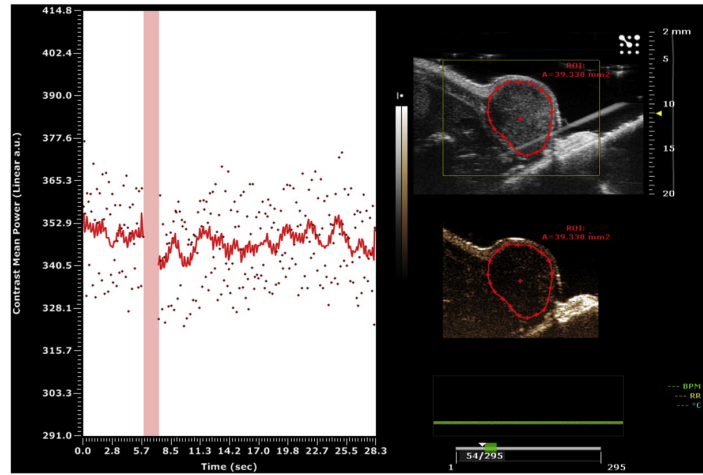 Contrast Mean Power (Linear a.u.)
414.8
402.4
390.0
377.6
365.3
352.9
340.5
328.1
315.7
303.3
291.0
0.0 2.8 5.7 8.5 11.3 14.2 17.0 19.8 22.6 25.5 28.3
Time (sec)
ROI:
A=39.338 mm2
2 mm
5
10
15
20
ROI:
A=39.338 mm2
--- BPM
--- RR
--- °C
54/295
1 295